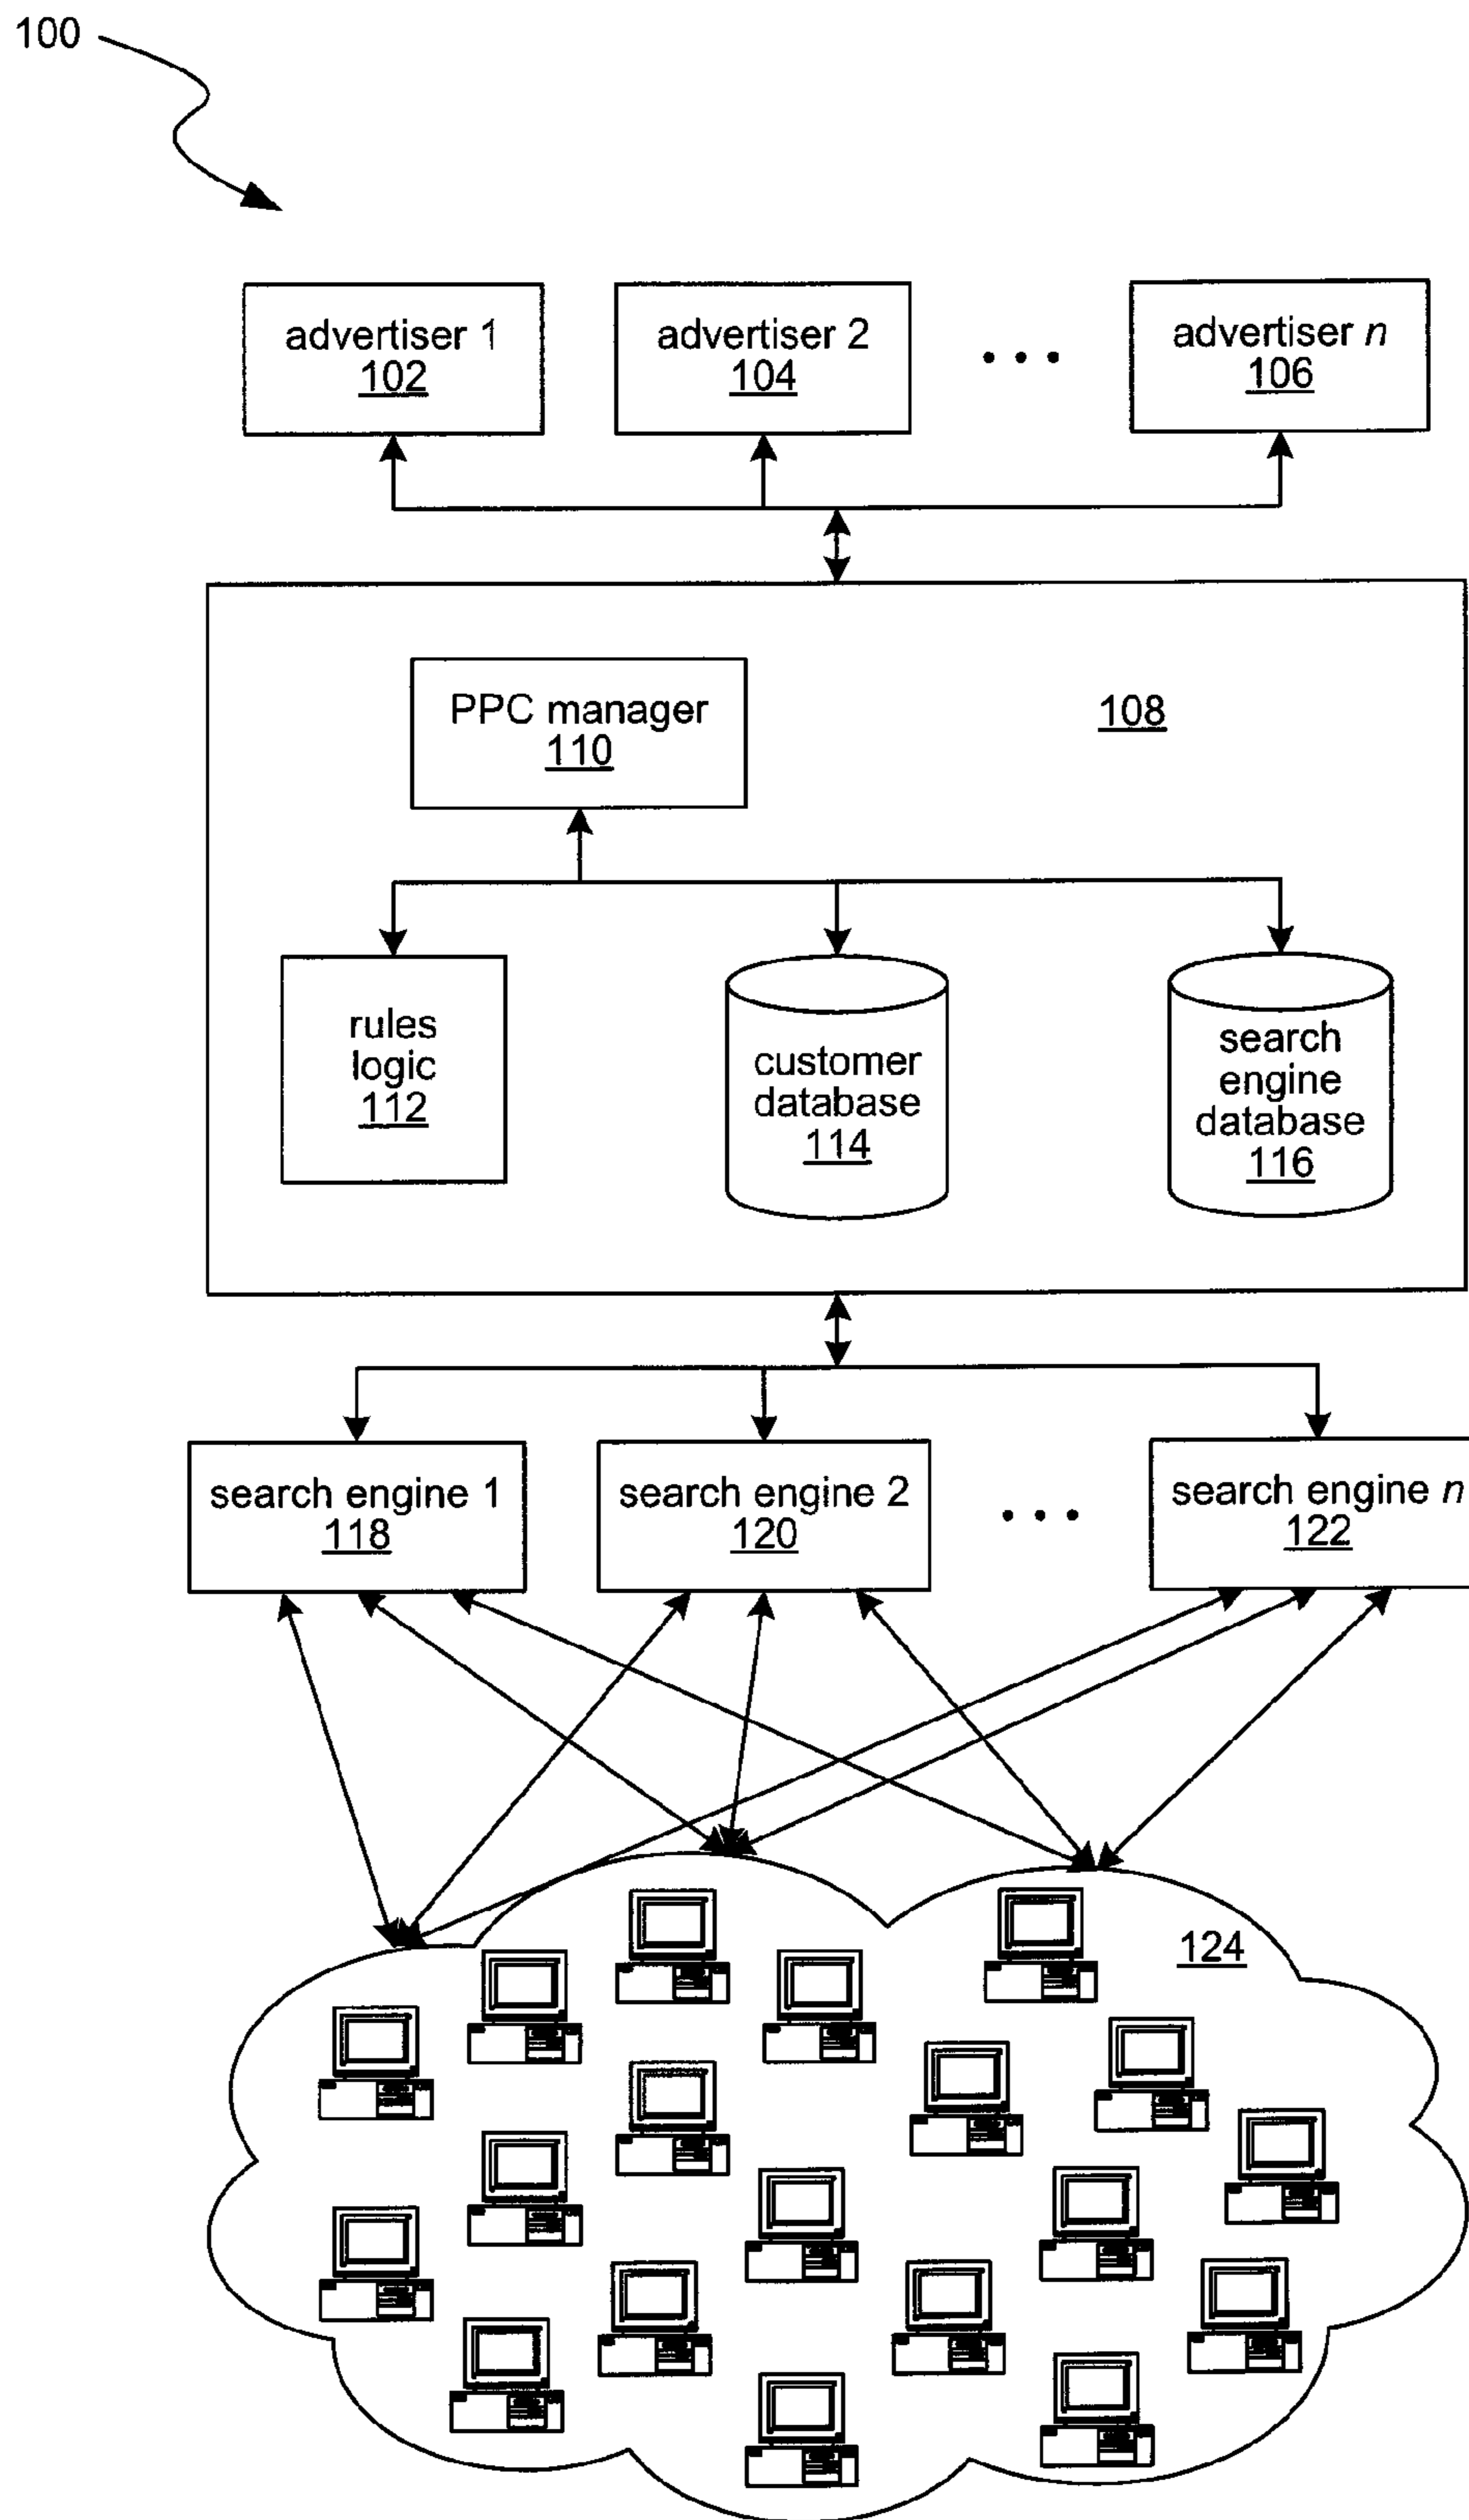 100
advertiser 1
102
advertiser 2
104
• • •
advertiser n
106
PPC manager
110
108
rules
logic
112
customer
database
114
search
engine
database
116
search engine 1
118
search engine 2
120
• • •
search engine n
122
124